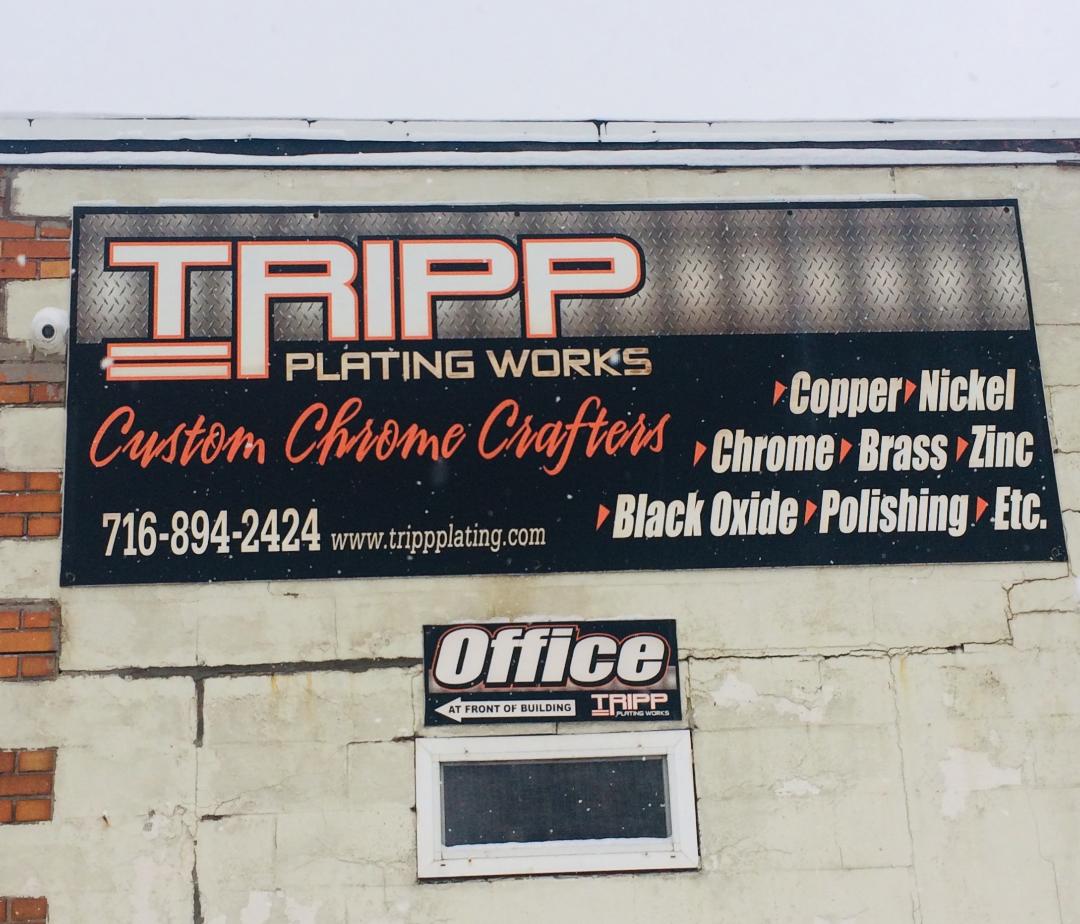 TRIPP
PLATING WORKS
Custom Chrome Crafters
Copper Nickel
Chrome Brass Zinc
Black Oxide Polishing Etc.
716-894-2424 www.trippplating.com
Office
AT FRONT OF BUILDING
TRIPP
PLATING WORKS